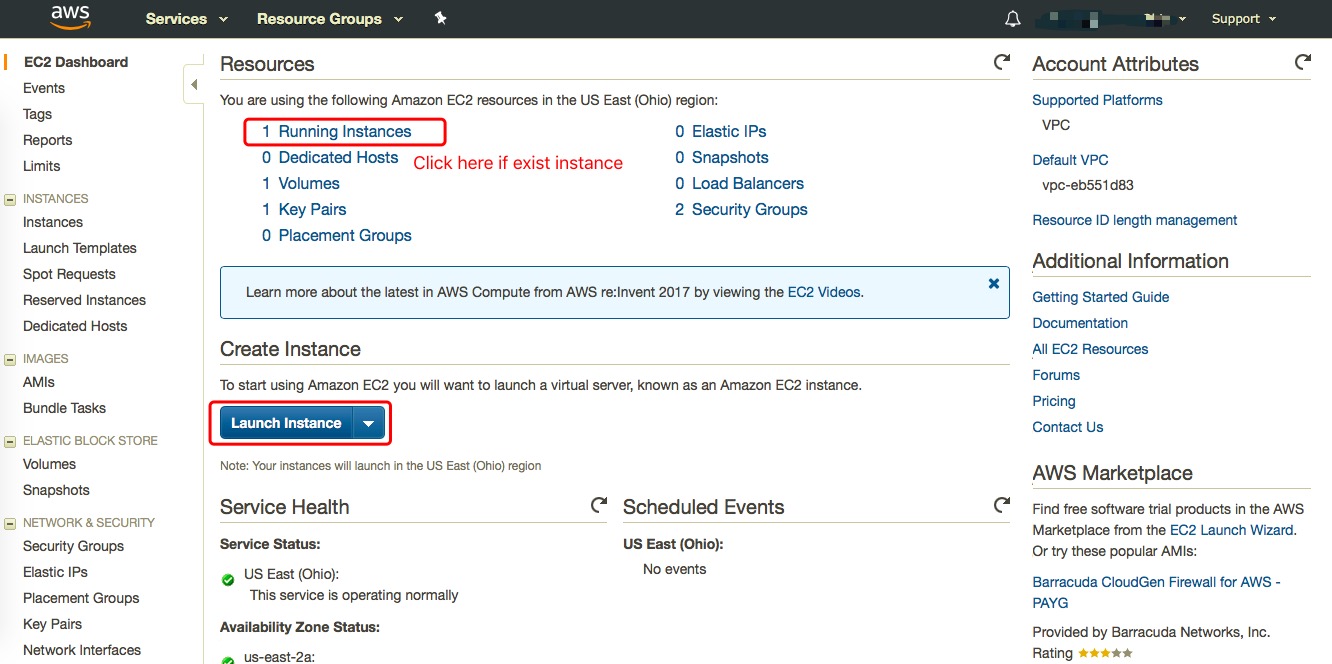 aws
Services
Resource Groups
Support
EC2 Dashboard
Events
Tags
Reports
Limits
INSTANCES
Instances
Launch Templates
Spot Requests
Reserved Instances
Dedicated Hosts
IMAGES
AMIs
Bundle Tasks
ELASTIC BLOCK STORE
Volumes
Snapshots
NETWORK & SECURITY
Security Groups
Elastic IPs
Placement Groups
Key Pairs
Network Interfaces
Resources
You are using the following Amazon EC2 resources in the US East (Ohio) region:
1 Running Instances
0 Dedicated Hosts
Click here if exist instance
1 Volumes
1 Key Pairs
0 Placement Groups
0 Elastic IPs
0 Snapshots
0 Load Balancers
2 Security Groups
Learn more about the latest in AWS Compute from AWS re:Invent 2017 by viewing the EC2 Videos.
Create Instance
To start using Amazon EC2 you will want to launch a virtual server, known as an Amazon EC2 instance.
Launch Instance
Note: Your instances will launch in the US East (Ohio) region
Service Health
Service Status:
US East (Ohio):
This service is operating normally
Availability Zone Status:
us-east-2a:
Scheduled Events
US East (Ohio):
No events
Account Attributes
Supported Platforms
VPC
Default VPC
vpc-eb551d83
Resource ID length management
Additional Information
Getting Started Guide
Documentation
All EC2 Resources
Forums
Pricing
Contact Us
AWS Marketplace
Find free software trial products in the AWS
Marketplace from the EC2 Launch Wizard.
Or try these popular AMIs:
Barracuda CloudGen Firewall for AWS -
PAYG
Provided by Barracuda Networks, Inc.
Rating